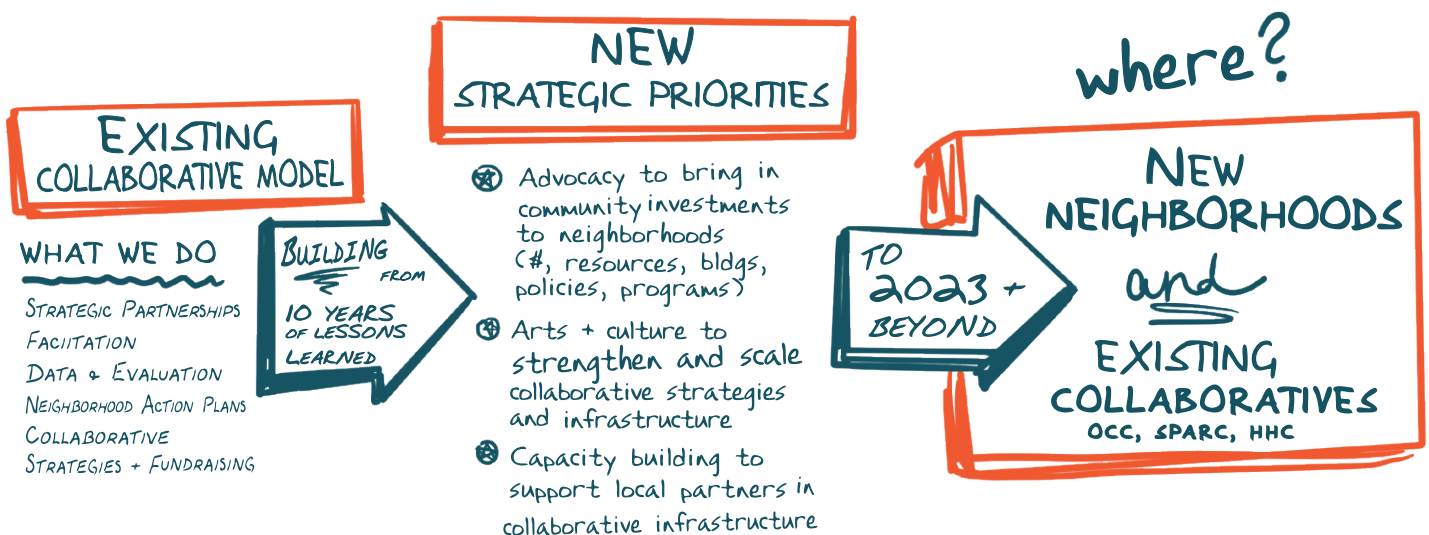 EXISTING
COLLABORATIVE MODEL
WHAT WE DO
STRATEGIC PARTNERSHIPS
FACIITATION
DATA & EVALUATION
NEIGHBORHOOD ACTION PLANS
COLLABORATIVE
STRATEGIES + FUNDRAISING
BUILDING
FROM
10 YEARS
OF LESSONS
LEARNED
NEW
STRATEGIC PRIORITIES
Advocacy to bring in
community investments
to neighborhoods
(#, resources, bldgs,
policies, programs)
Arts + culture to
strengthen and scale
collaborative strategies
and infrastructure
Capacity building to
support local partners in
collaborative infrastructure
TO
2023 +
BEYOND
where?
NEW
NEIGHBORHOODS
and
EXISTING
COLLABORATIVES
OCC, SPARC, HHC